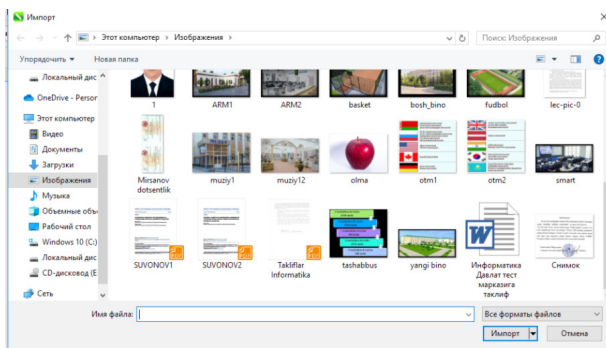 Импорт
Этот компьютер > Изображения >
Поиск: Изображения
Упорядочить
Новая папка
Локальный дис
OneDrive - Person
Этот компьютер
Видео
Документы
Загрузки
Изображения
Музыка
Объемные объе
Рабочий стол
Windows 10 (C:)
Локальный дис
CD-дисковод (E
Сеть
1
ARM1
ARM2
basket
bosh_bino
fudbol
lec-pic-0
Mirsanov
dotsentlik
muziy1
muziy12
olma
otm1
otm2
smart
SUVONOV1
SUVONOV2
Takliflar
Informatika
tashabbus
yangi bino
Информатика
Давлат тест
марказига
таклиф
Снимок
Имя файла:
Все форматы файлов
Импорт
Отмена